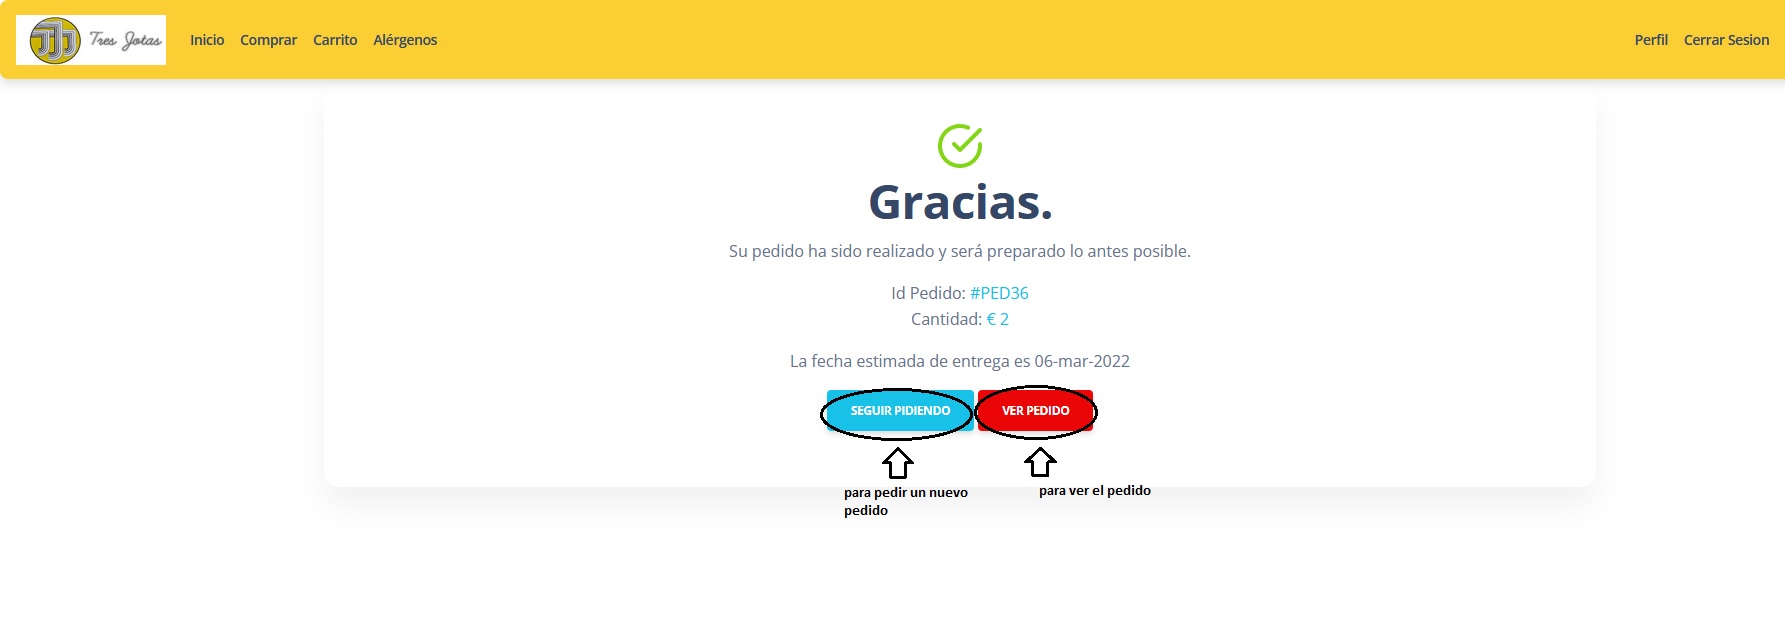 Tres Jotas Inicio Comprar Carrito Alérgenos Perfil Cerrar Sesion
Gracias.
Su pedido ha sido realizado y será preparado lo antes posible.
Id Pedido: #PED36
Cantidad: € 2
La fecha estimada de entrega es 06-mar-2022
SEGUIR PIDIENDO VER PEDIDO
para pedir un nuevo
pedido
para ver el pedido